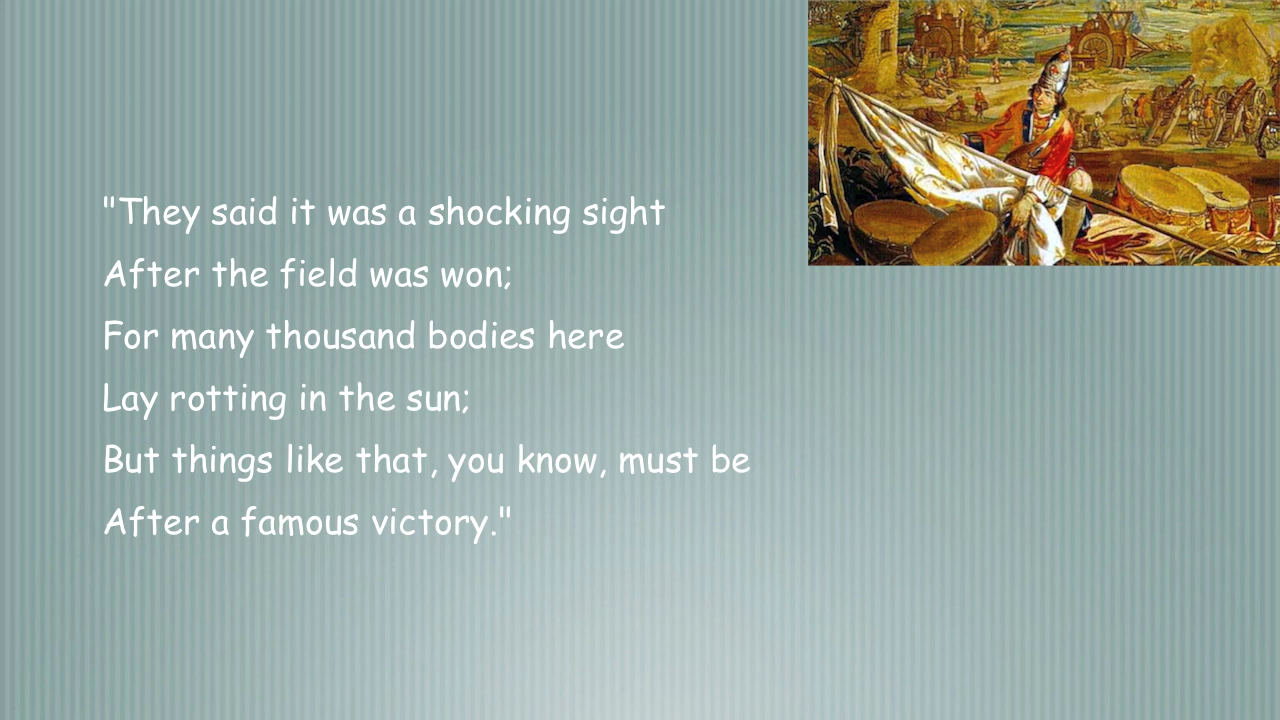 "They said it was a shocking sight
After the field was won;
For many thousand bodies here
Lay rotting in the sun;
But things like that, you know, must be
After a famous victory."